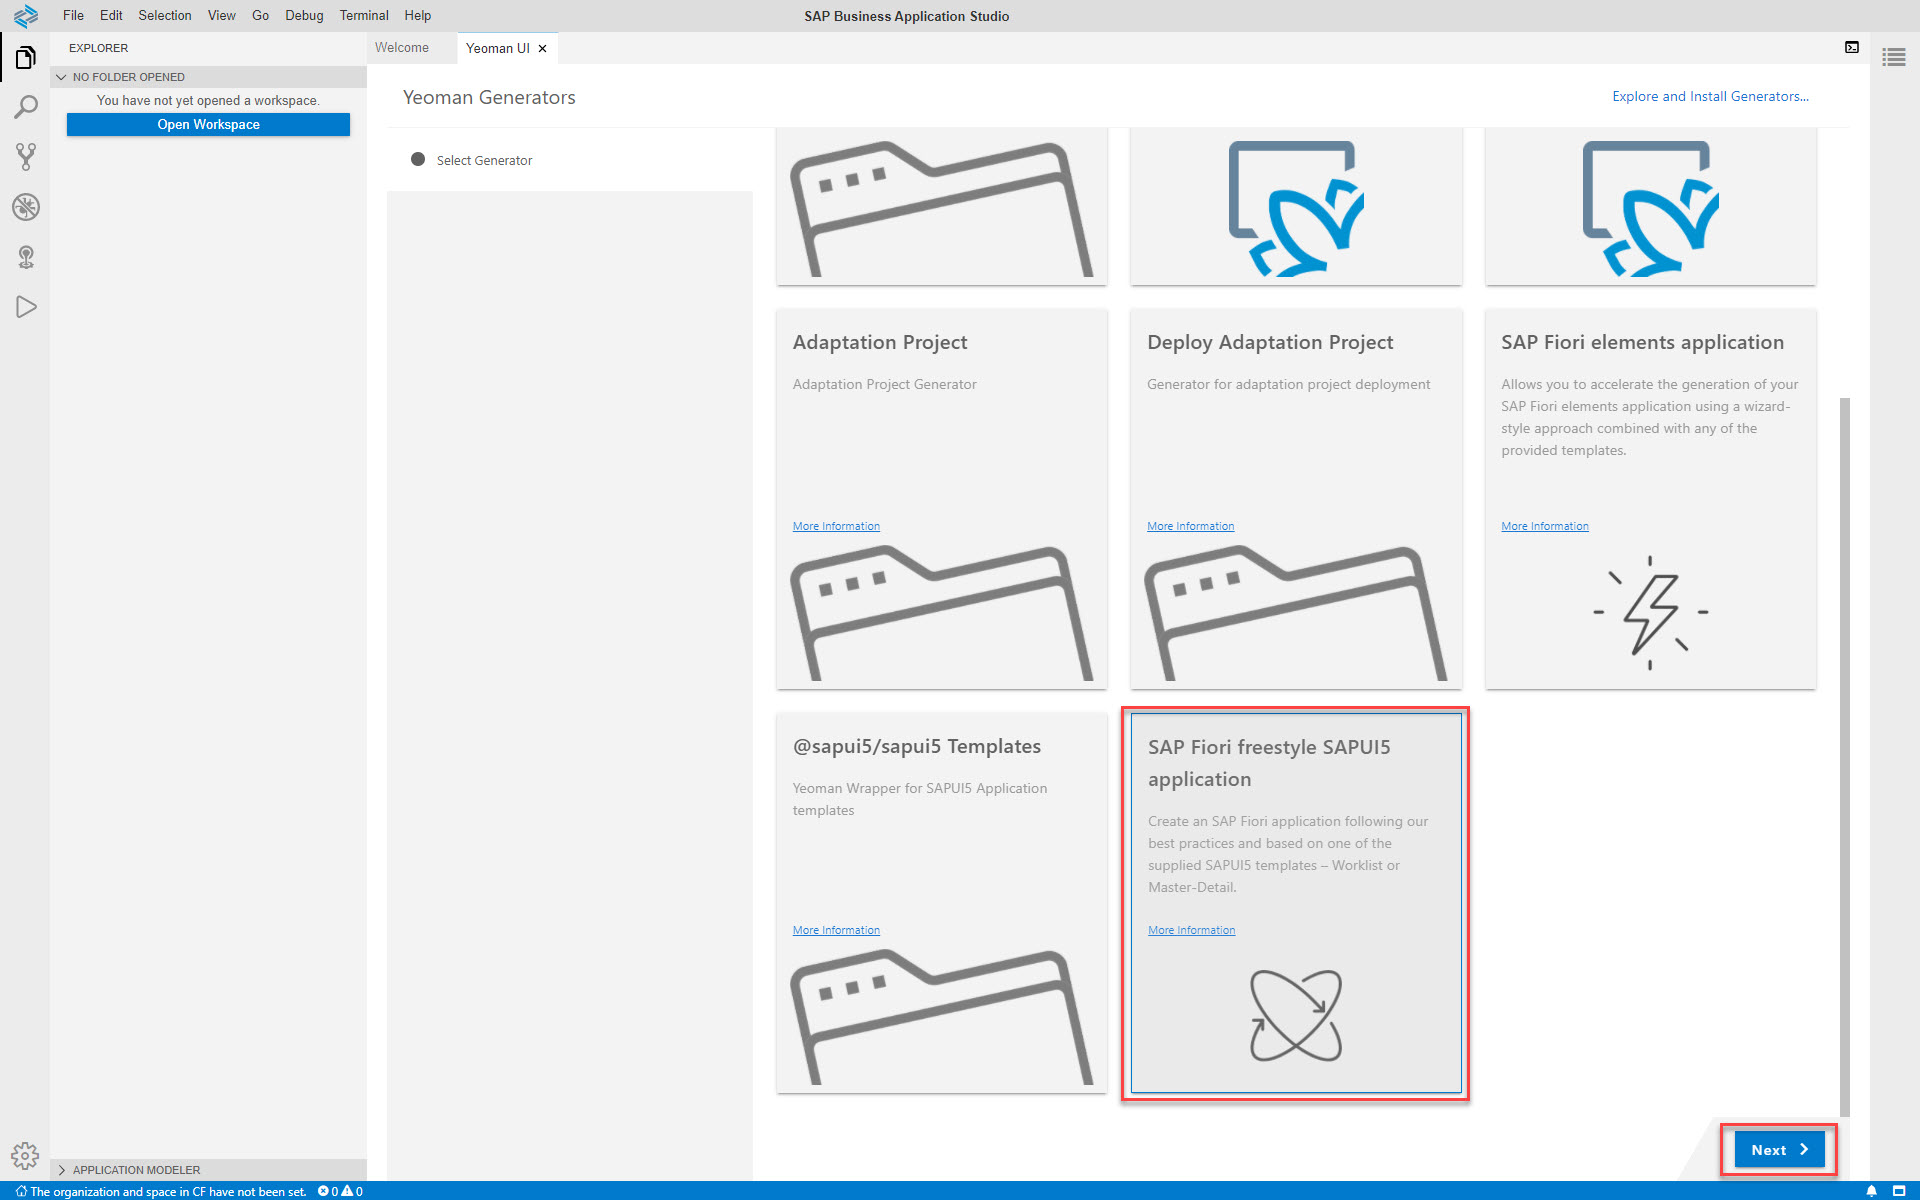 File Edit Selection View Go Debug Terminal Help
SAP Business Application Studio
EXPLORER
NO FOLDER OPENED
You have not yet opened a workspace.
Open Workspace
Welcome
Yeoman UI
Yeoman Generators
Explore and Install Generators...
Select Generator
Adaptation Project
Adaptation Project Generator
More Information
Deploy Adaptation Project
Generator for adaptation project deployment
More Information
SAP Fiori elements application
Allows you to accelerate the generation of your
SAP Fiori elements application using a wizard-
style approach combined with any of the
provided templates.
More Information
@sapui5/sapui5 Templates
Yeoman Wrapper for SAPUI5 Application
templates
More Information
SAP Fiori freestyle SAPUI5
application
Create an SAP Fiori application following our
best practices and based on one of the
supplied SAPUI5 templates – Worklist or
Master-Detail.
More Information
Next
APPLICATION MODELER
The organization and space in CF have not been set. 0 0